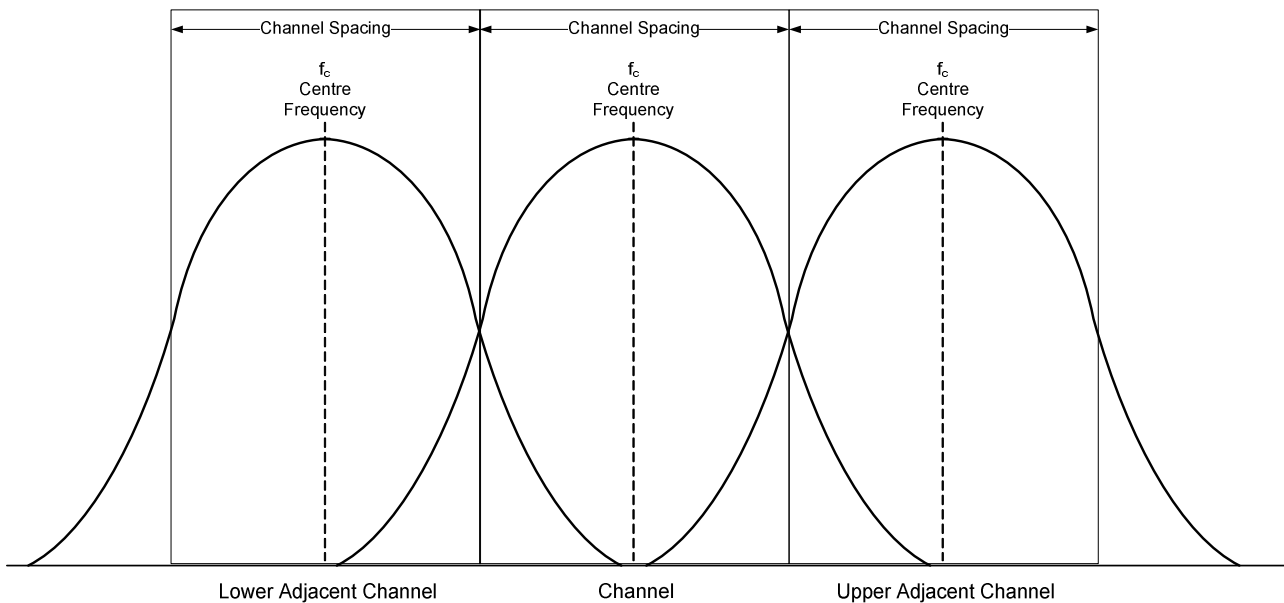 Channel Spacing
Channel Spacing
Channel Spacing
fc
Centre
Frequency
fc
Centre
Frequency
fc
Centre
Frequency
Lower Adjacent Channel
Channel
Upper Adjacent Channel